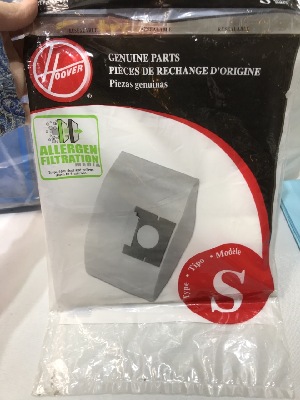 HOOVER
®
GENUINE PARTS
PIÈCES DE RECHANGE D'ORIGINE
Piezas genuinas
S
ALLERGEN
FILTRATION
Type • Tipo • Modèle
S